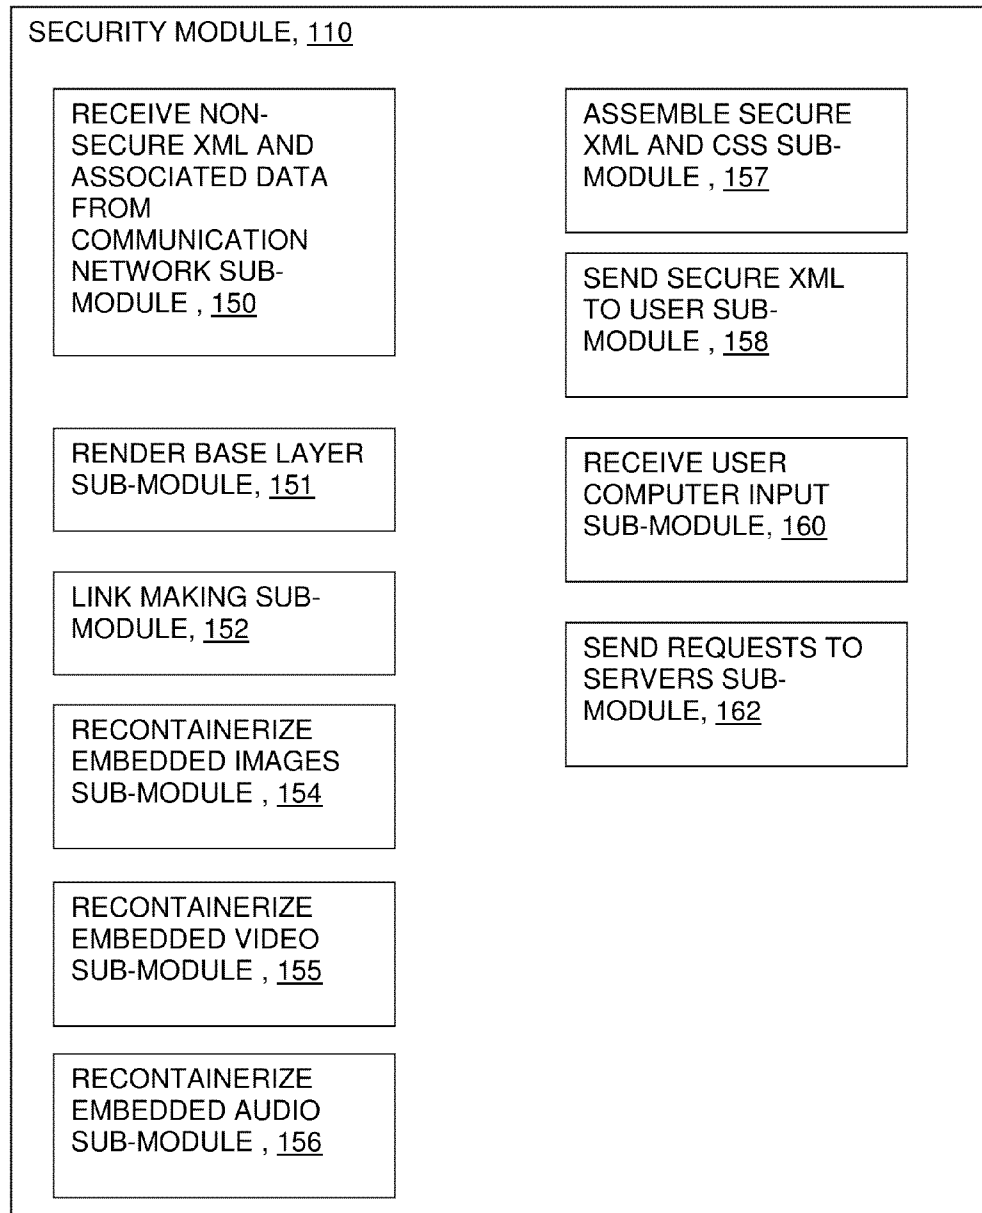 SECURITY MODULE, 110
RECEIVE NON-
SECURE XML AND
ASSOCIATED DATA
FROM
COMMUNICATION
NETWORK SUB-
MODULE , 150
RENDER BASE LAYER
SUB-MODULE, 151
LINK MAKING SUB-
MODULE, 152
RECONTAINERIZE
EMBEDDED IMAGES
SUB-MODULE , 154
RECONTAINERIZE
EMBEDDED VIDEO
SUB-MODULE , 155
RECONTAINERIZE
EMBEDDED AUDIO
SUB-MODULE , 156
ASSEMBLE SECURE
XML AND CSS SUB-
MODULE , 157
SEND SECURE XML
TO USER SUB-
MODULE , 158
RECEIVE USER
COMPUTER INPUT
SUB-MODULE, 160
SEND REQUESTS TO
SERVERS SUB-
MODULE, 162